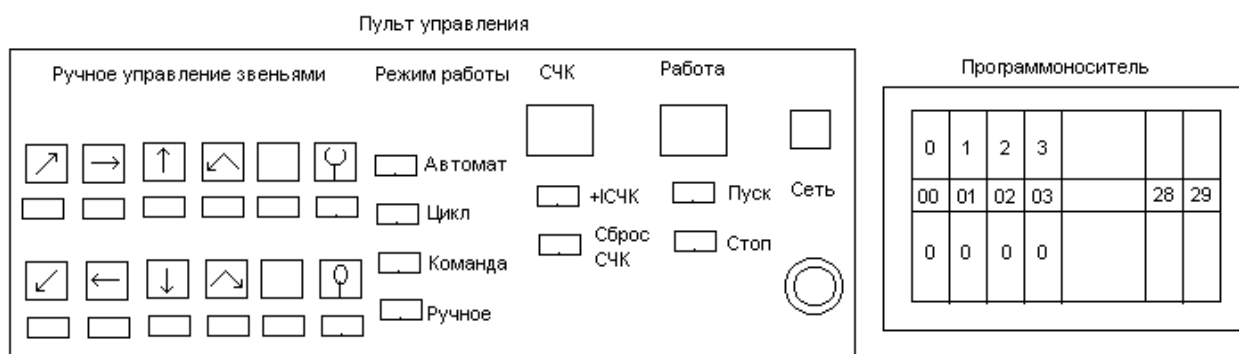 Пульт управления
Ручное управление звеньями
Режим работы
СЧК
Работа
Автомат
Цикл
Команда
Ручное
+IСЧК
Сброс
СЧК
Пуск
Стоп
Сеть
Программоноситель
0 1 2 3
00 01 02 03 28 29
0 0 0 0